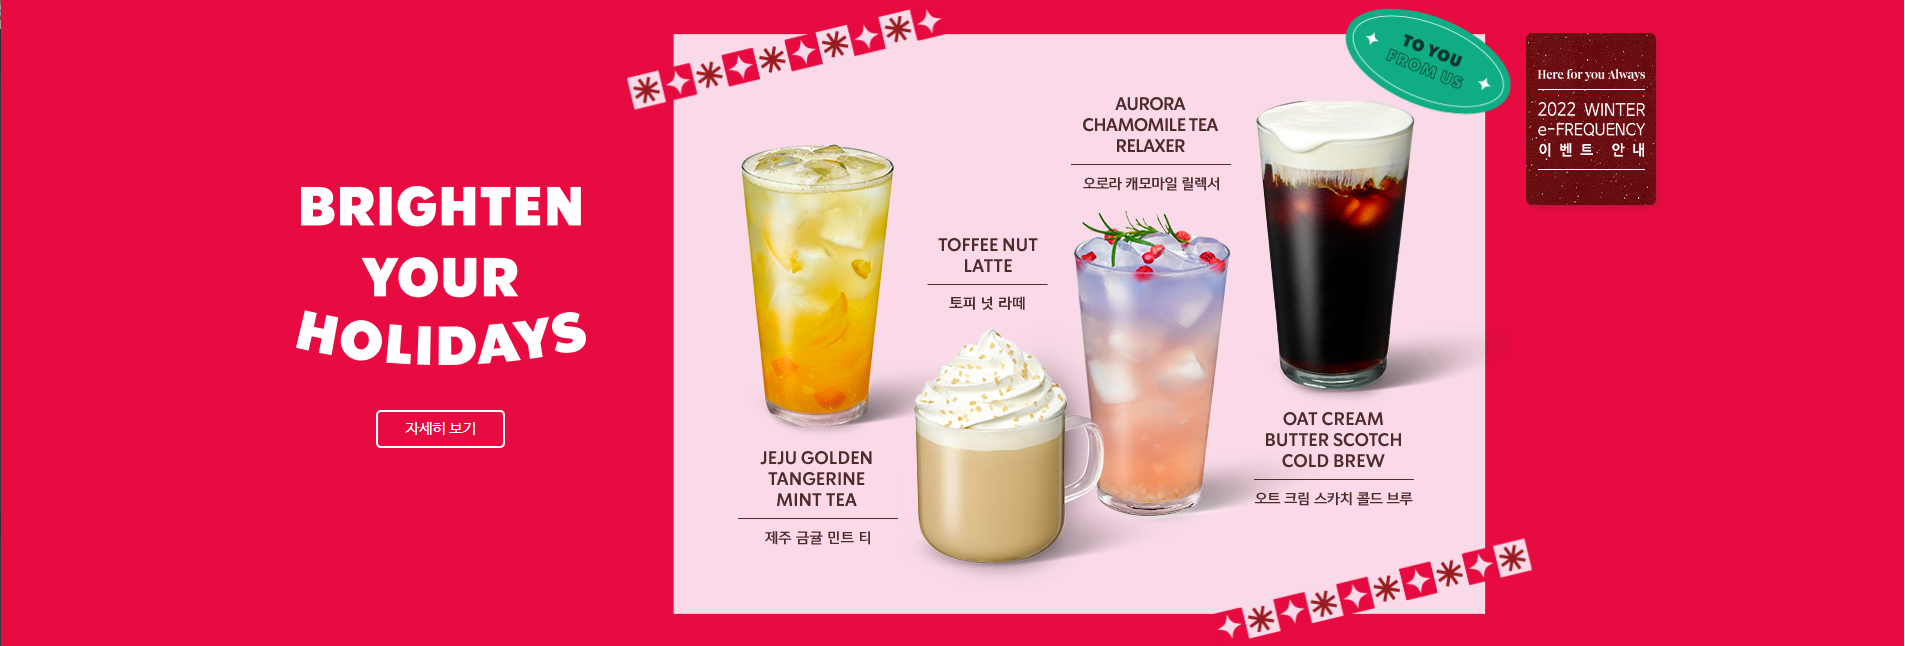 BRIGHTEN
YOUR
HOLIDAYS
자세히 보기
JEJU GOLDEN
TANGERINE
MINT TEA
제주 금귤 민트 티
TOFFEE NUT
LATTE
토피 넛 라떼
AURORA
CHAMOMILE TEA
RELAXER
오로라 캐모마일 릴렉서
OAT CREAM
BUTTER SCOTCH
COLD BREW
오트 크림 스카치 콜드 브루
TO YOU
FROM US
Here for you Always
2022 WINTER
e-FREQUENCY
이벤트 안내